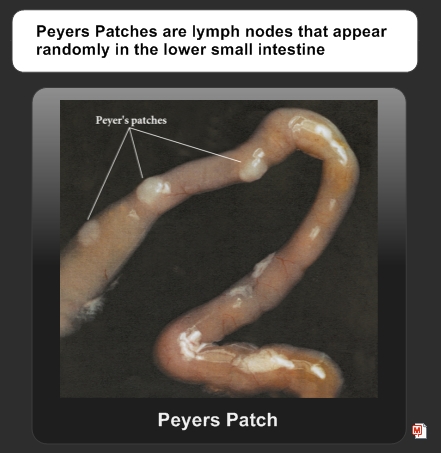 Peyers Patches are lymph nodes that appear
randomly in the lower small intestine
Peyer's patches
Peyers Patch
M